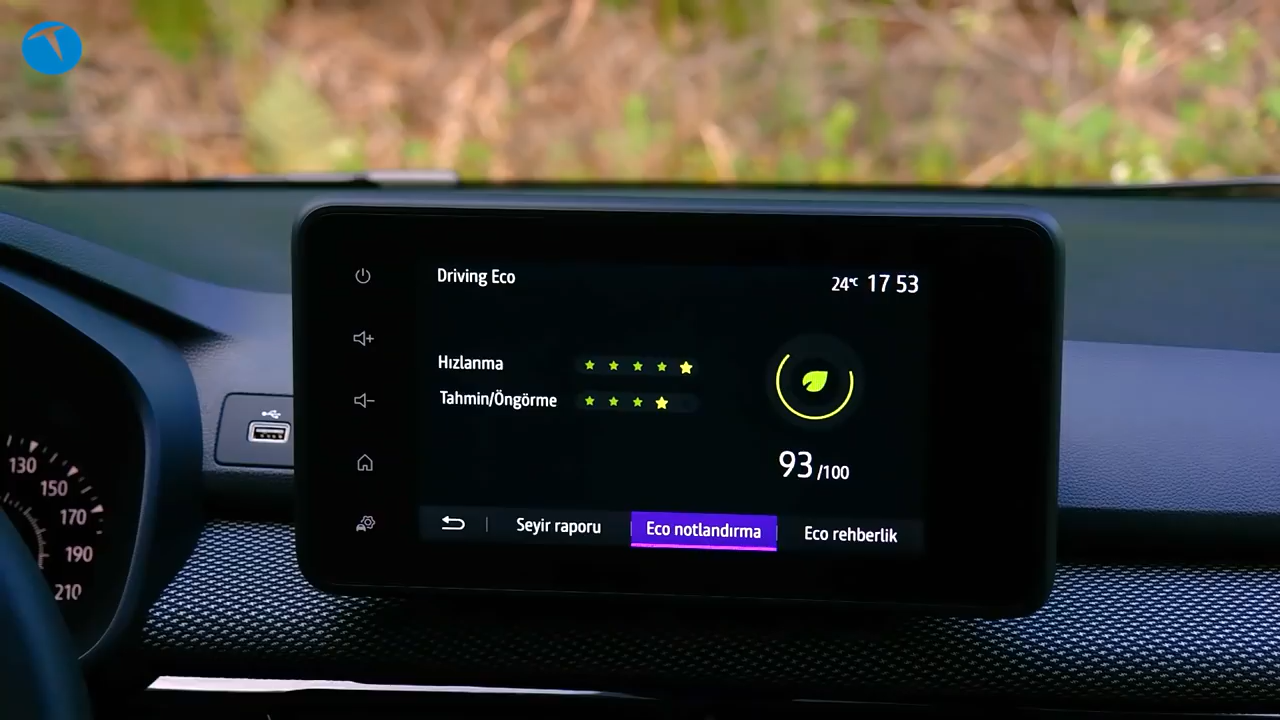 Driving Eco
24°C 17 53
Hızlanma
Tahmin/Öngörme
93/100
Seyir raporu
Eco notlandırma
Eco rehberlik
130
150
170
190
210